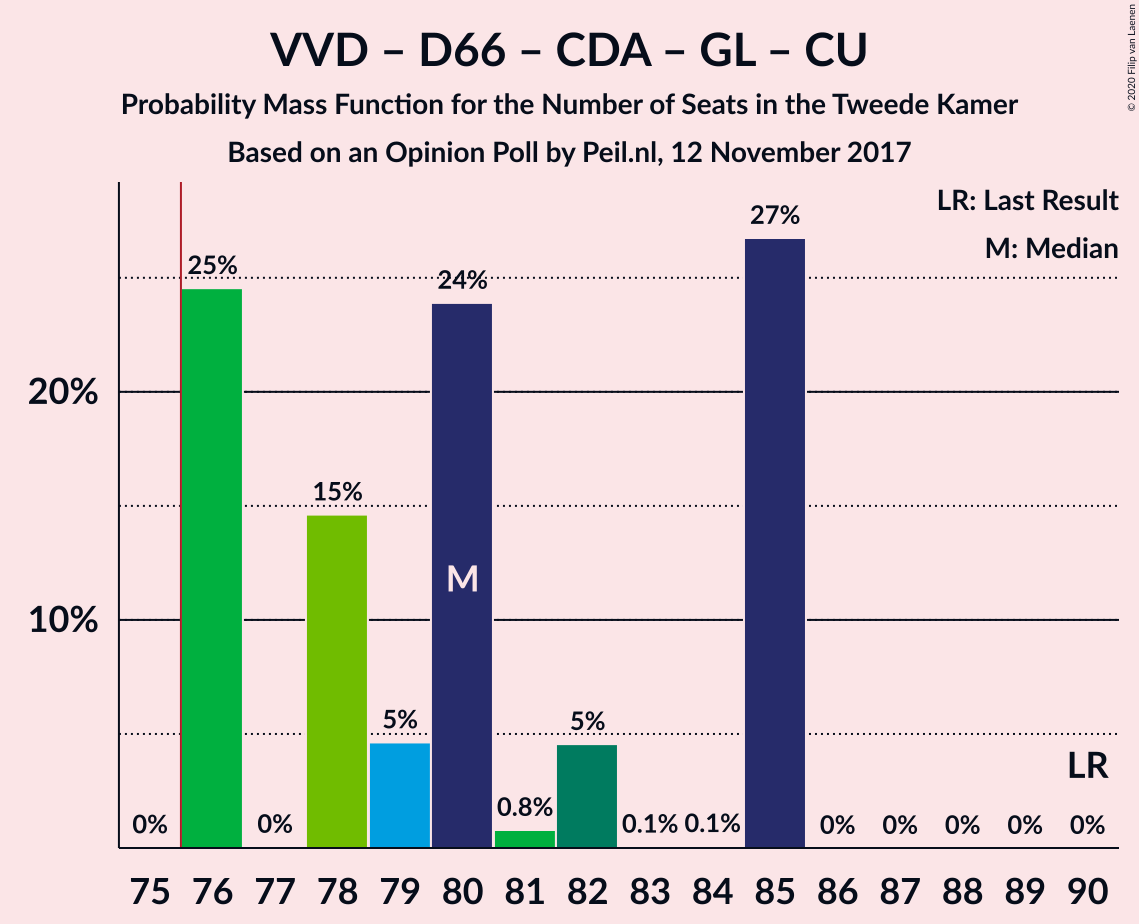 VVD – D66 – CDA – GL – CU
Probability Mass Function for the Number of Seats in the Tweede Kamer
Based on an Opinion Poll by Peil.nl, 12 November 2017
© 2020 Filip van Laenen
LR: Last Result
M: Median
20%
10%
0%
25%
0%
15%
5%
24%
M
0.8%
5%
0.1%
0.1%
27%
0%
0%
0%
0%
LR
0%
75 76 77 78 79 80 81 82 83 84 85 86 87 88 89 90